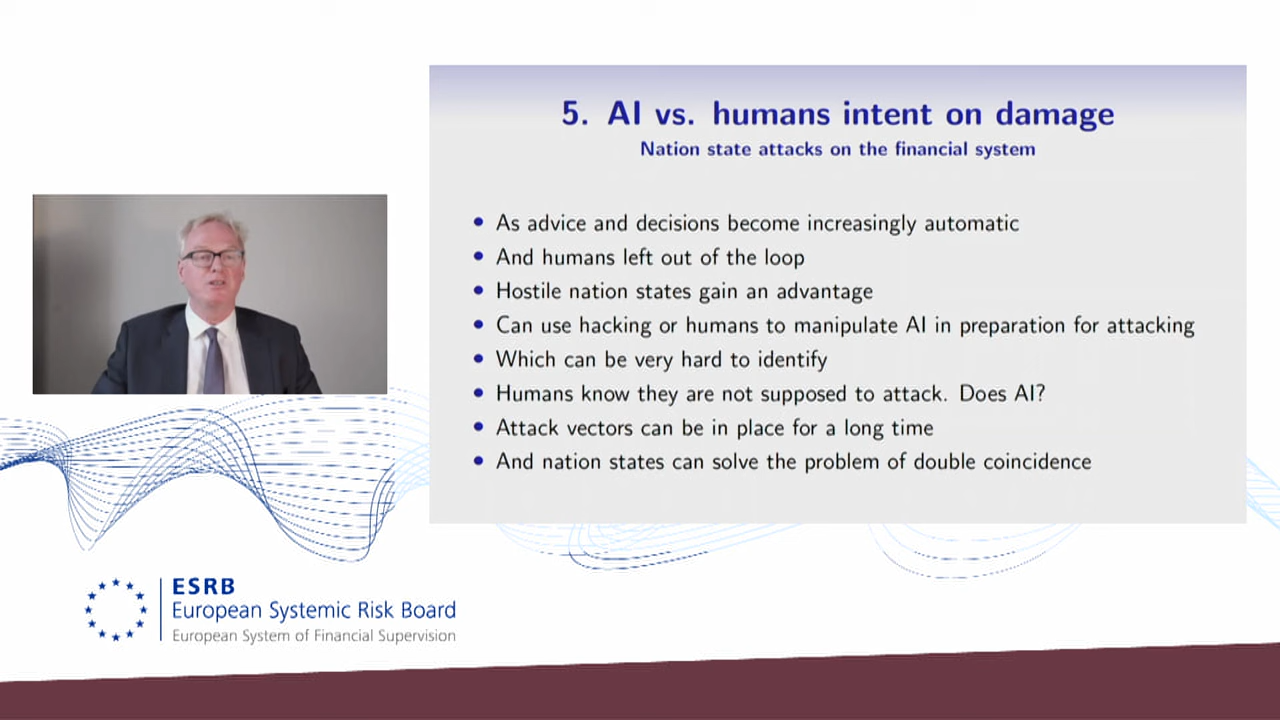 5. AI vs. humans intent on damage
Nation state attacks on the financial system
• As advice and decisions become increasingly automatic
• And humans left out of the loop
• Hostile nation states gain an advantage
• Can use hacking or humans to manipulate AI in preparation for attacking
• Which can be very hard to identify
• Humans know they are not supposed to attack. Does AI?
• Attack vectors can be in place for a long time
• And nation states can solve the problem of double coincidence
ESRB
European Systemic Risk Board
European System of Financial Supervision